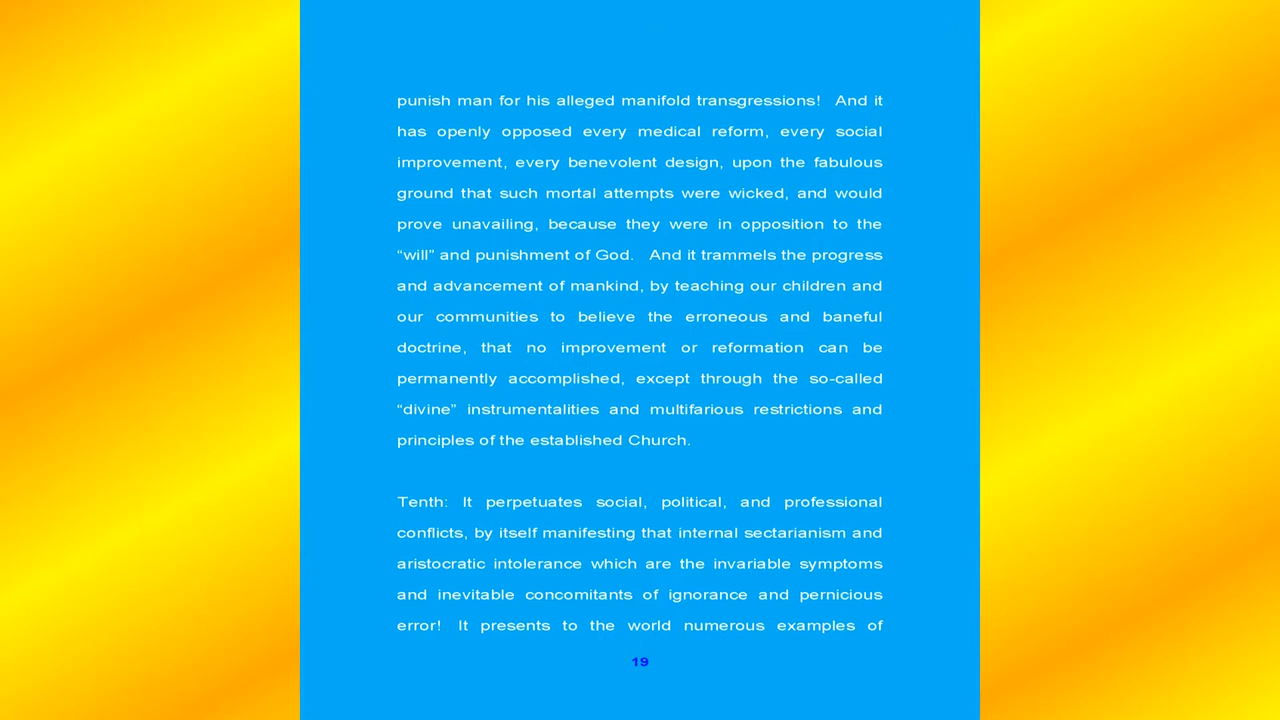 punish man for his alleged manifold transgressions! And it
has openly opposed every medical reform, every social
improvement, every benevolent design, upon the fabulous
ground that such mortal attempts were wicked, and would
prove unavailing, because they were in opposition to the
“will” and punishment of God. And it trammels the progress
and advancement of mankind, by teaching our children and
our communities to believe the erroneous and baneful
doctrine, that no improvement or reformation can be
permanently accomplished, except through the so-called
“divine” instrumentalities and multifarious restrictions and
principles of the established Church.
Tenth: It perpetuates social, political, and professional
conflicts, by itself manifesting that internal sectarianism and
aristocratic intolerance which are the invariable symptoms
and inevitable concomitants of ignorance and pernicious
error! It presents to the world numerous examples of
19